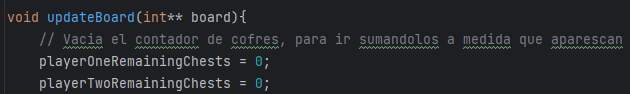 void updateBoard(int** board){
// Vacia el contador de cofres, para ir sumandolos a medida que aparescan
playerOneRemainingChests = 0;
playerTwoRemainingChests = 0;